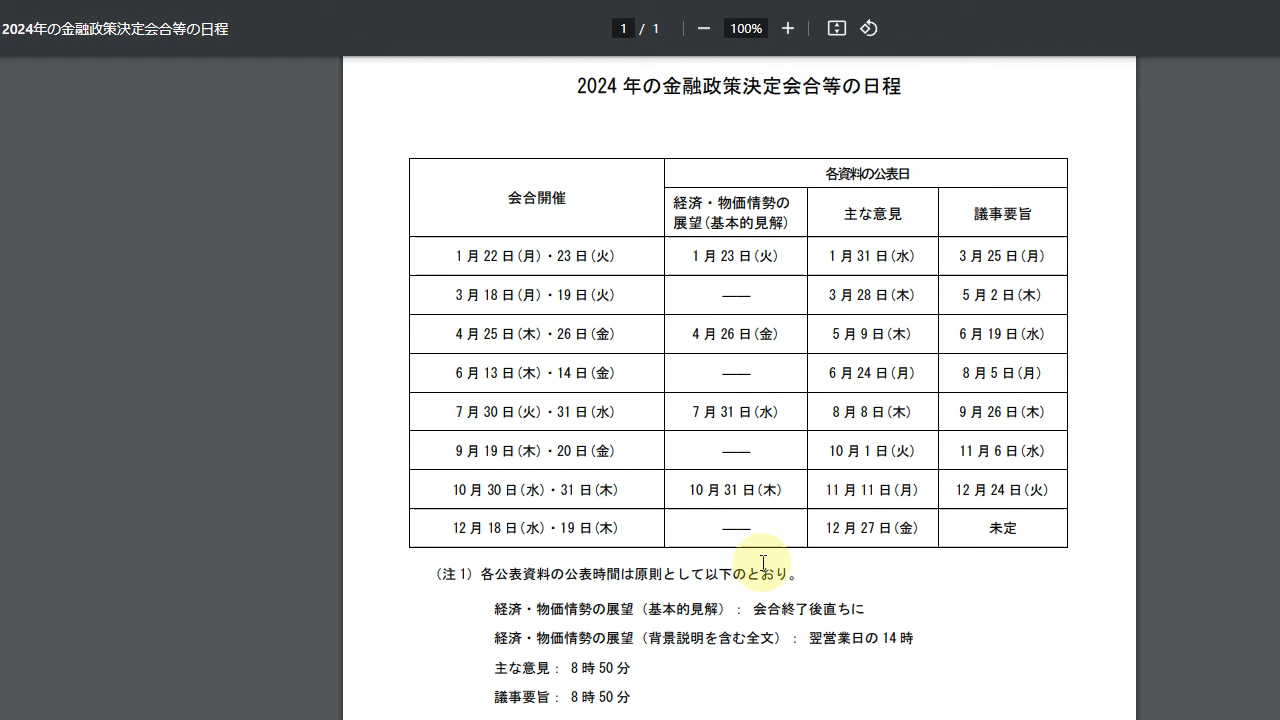 2024年の金融政策決定会合等の日程
1 / 1
100%
2024 年の金融政策決定会合等の日程
会合開催
各資料の公表日
経済・物価情勢の
展望(基本的見解)
主な意見
議事要旨
1 月 22 日(月)・23 日(火) 1 月 23 日(火) 1 月 31 日(水) 3 月 25 日(月)
3 月 18 日(月)・19 日(火) ―― 3 月 28 日(木) 5 月 2 日(木)
4 月 25 日(木)・26 日(金) 4 月 26 日(金) 5 月 9 日(木) 6 月 19 日(水)
6 月 13 日(木)・14 日(金) ―― 6 月 24 日(月) 8 月 5 日(月)
7 月 30 日(火)・31 日(水) 7 月 31 日(水) 8 月 8 日(木) 9 月 26 日(木)
9 月 19 日(木)・20 日(金) ―― 10 月 1 日(火) 11 月 6 日(水)
10 月 30 日(水)・31 日(木) 10 月 31 日(木) 11 月 11 日(月) 12 月 24 日(火)
12 月 18 日(水)・19 日(木) ―― 12 月 27 日(金) 未定
（注 1）各公表資料の公表時間は原則として以下のとおり。
経済・物価情勢の展望（基本的見解）： 会合終了後直ちに
経済・物価情勢の展望（背景説明を含む全文）： 翌営業日の 14 時
主な意見： 8 時 50 分
議事要旨： 8 時 50 分